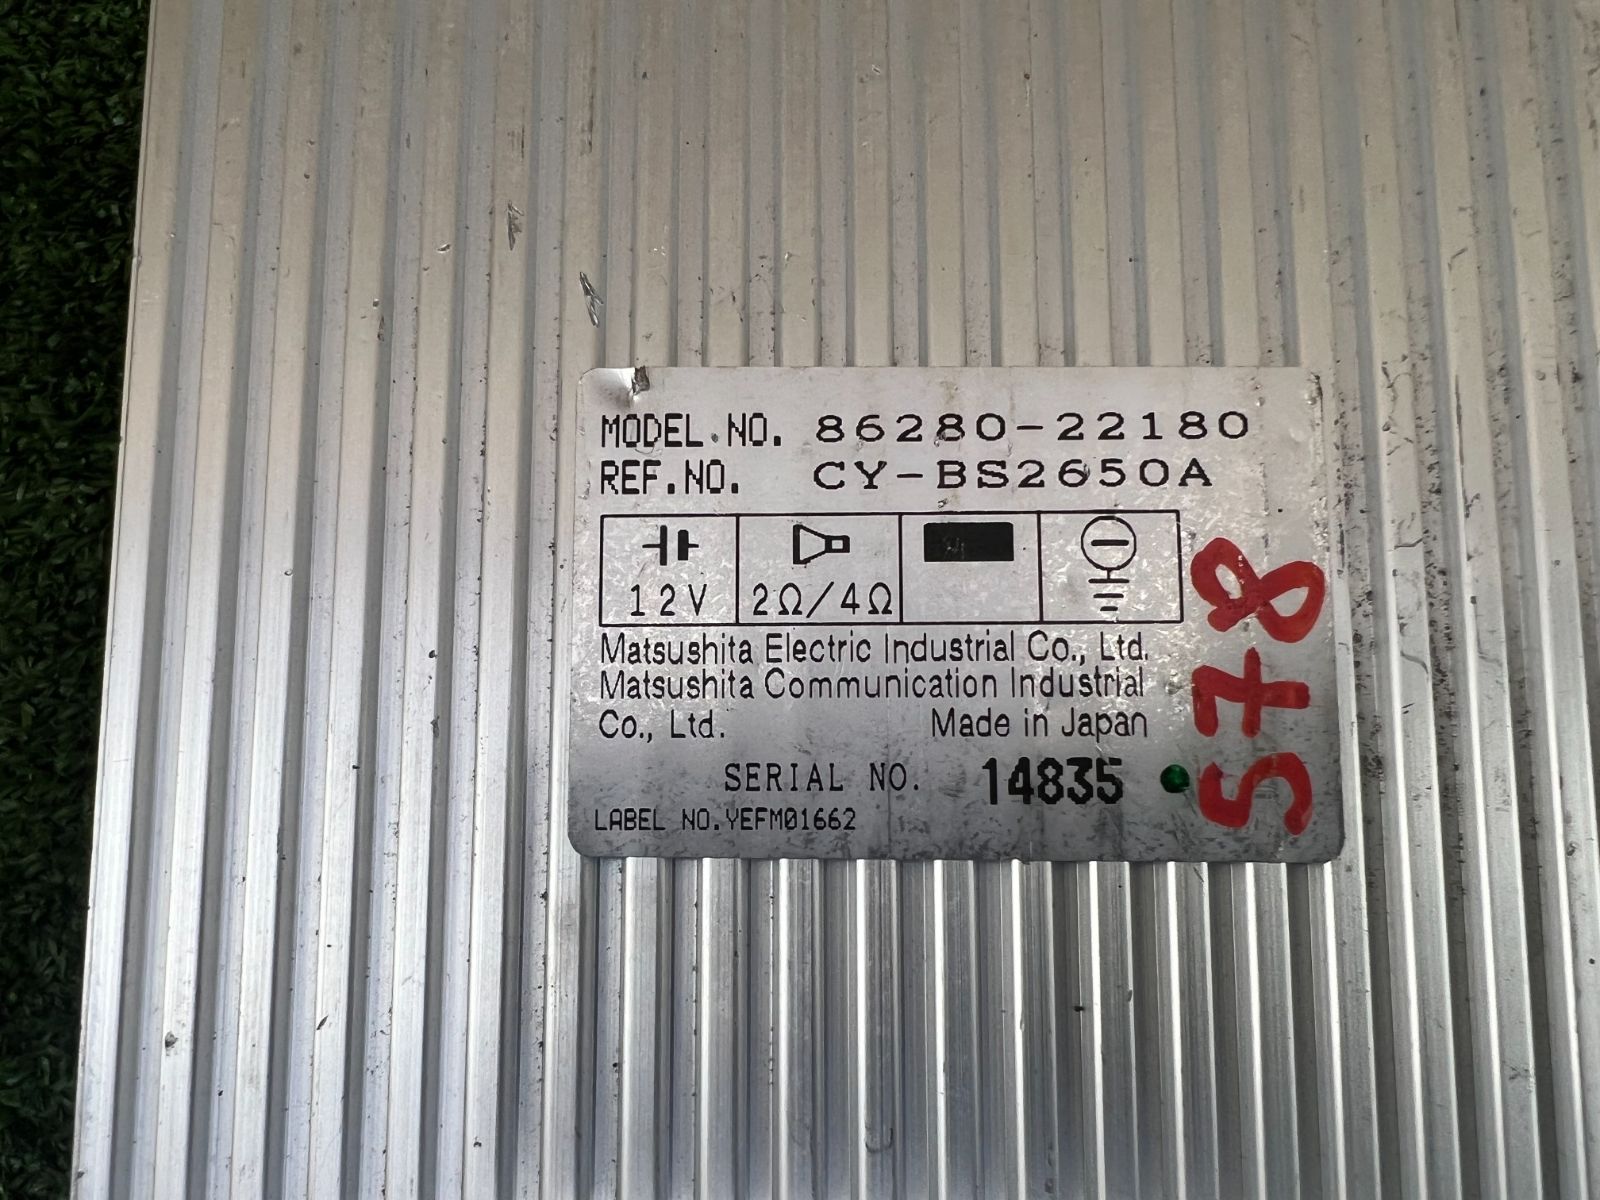 MODEL.NO. 86280-22180
REF.NO. CY-BS2650A
12V 2Ω/4Ω
Matsushita Electric Industrial Co., Ltd.
Matsushita Communication Industrial
Co., Ltd. Made in Japan
SERIAL NO. 14835
LABEL NO.YEFM01662
578